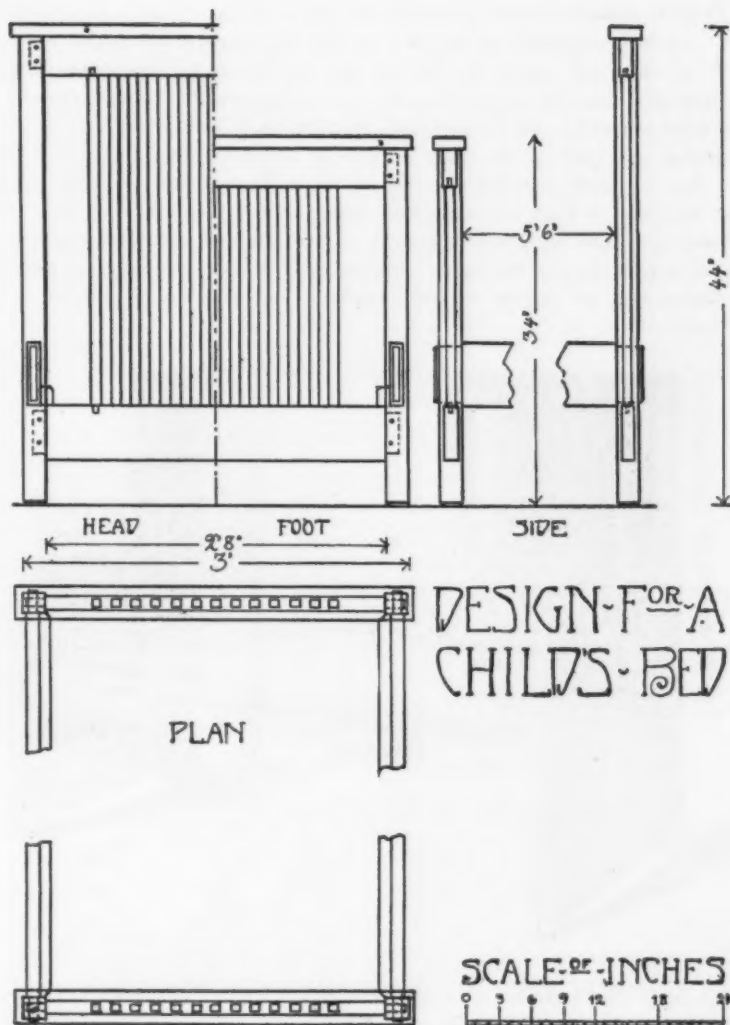 5'6"
34"
44"
HEAD FOOT SIDE
2'8"
3'
DESIGN-FOR-A
CHILD'S-BED
PLAN
SCALE-OF-INCHES
0 3 6 9 12 18